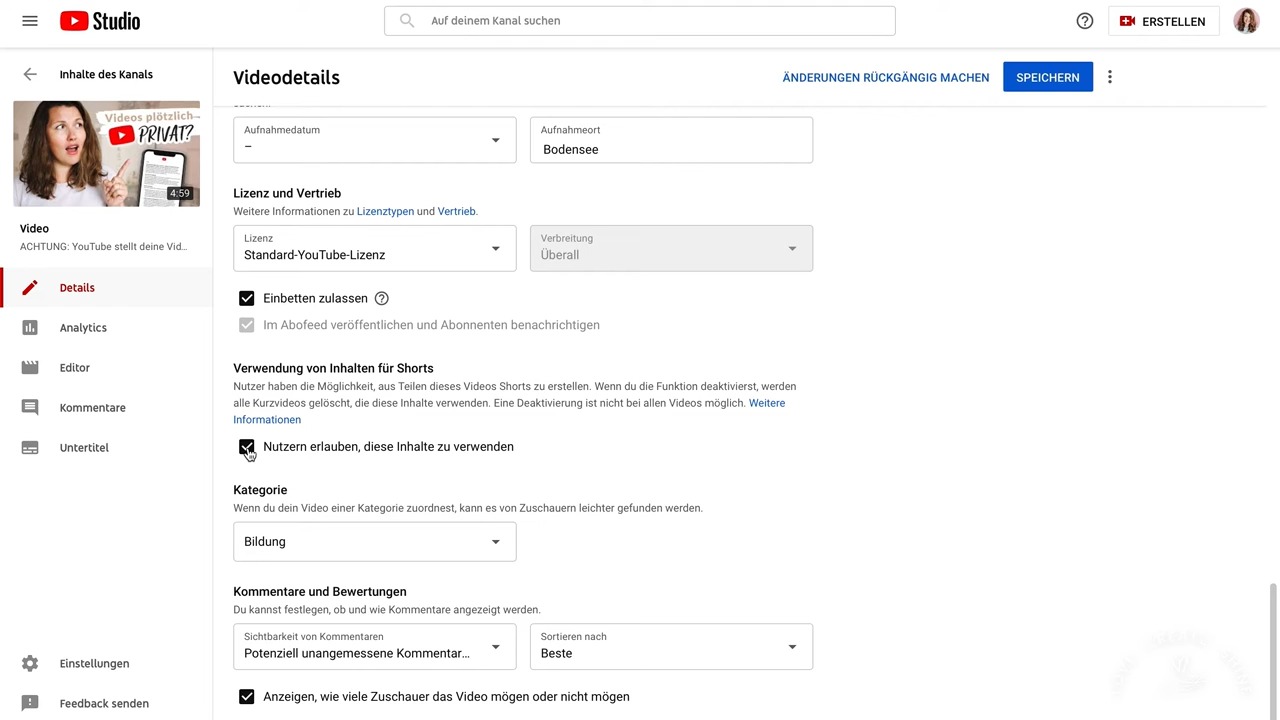 Studio
Auf deinem Kanal suchen
ERSTELLEN
Inhalte des Kanals
Videos plötzlich
PRIVAT?
4:59
Video
ACHTUNG: YouTube stellt deine Vid...
Details
Analytics
Editor
Kommentare
Untertitel
Einstellungen
Feedback senden
Videodetails
ÄNDERUNGEN RÜCKGÄNGIG MACHEN
SPEICHERN
Aufnahmedatum
–
Aufnahmeort
Bodensee
Lizenz und Vertrieb
Weitere Informationen zu Lizenztypen und Vertrieb.
Lizenz
Standard-YouTube-Lizenz
Verbreitung
Überall
Einbetten zulassen
Im Abofeed veröffentlichen und Abonnenten benachrichtigen
Verwendung von Inhalten für Shorts
Nutzer haben die Möglichkeit, aus Teilen dieses Videos Shorts zu erstellen. Wenn du die Funktion deaktivierst, werden
alle Kurzvideos gelöscht, die diese Inhalte verwenden. Eine Deaktivierung ist nicht bei allen Videos möglich. Weitere
Informationen
Nutzern erlauben, diese Inhalte zu verwenden
Kategorie
Wenn du dein Video einer Kategorie zuordnest, kann es von Zuschauern leichter gefunden werden.
Bildung
Kommentare und Bewertungen
Du kannst festlegen, ob und wie Kommentare angezeigt werden.
Sichtbarkeit von Kommentaren
Potenziell unangemessene Kommentar...
Sortieren nach
Beste
Anzeigen, wie viele Zuschauer das Video mögen oder nicht mögen